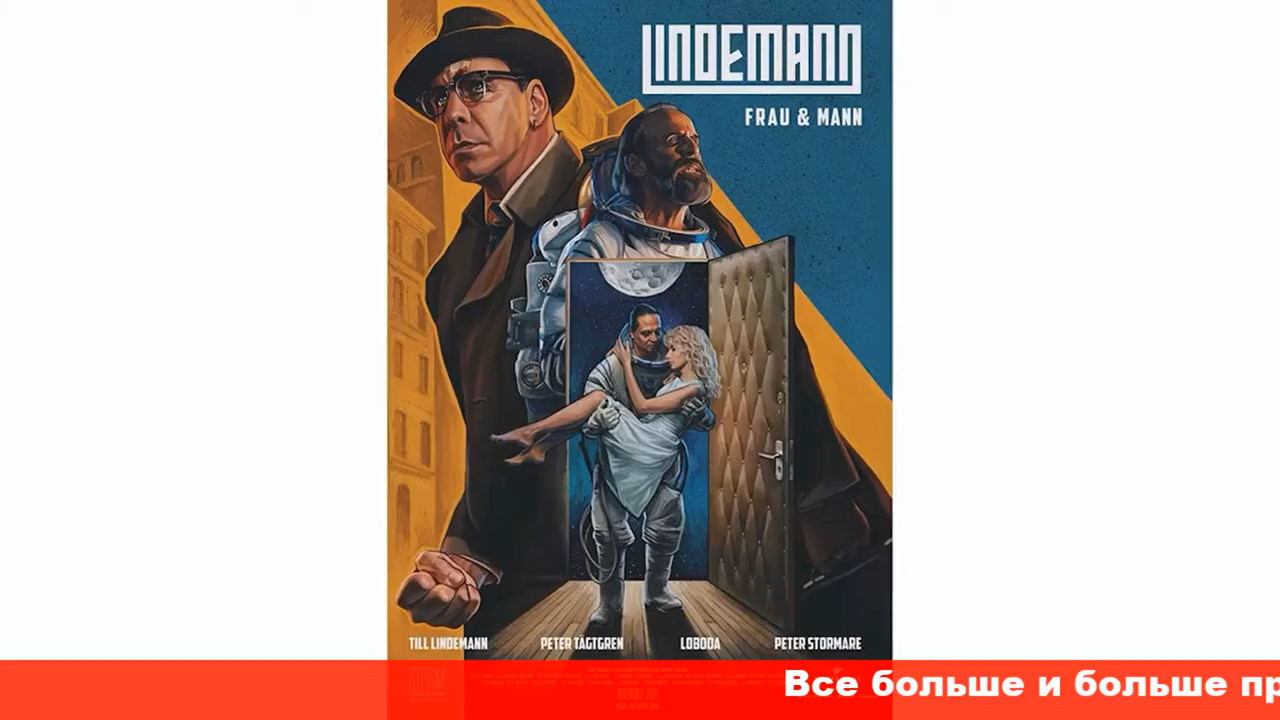 LINDEMANN
FRAU & MANN
TILL LINDEMANN PETER TÄGTGREN LOBODA PETER STORMARE
Все больше и больше пр